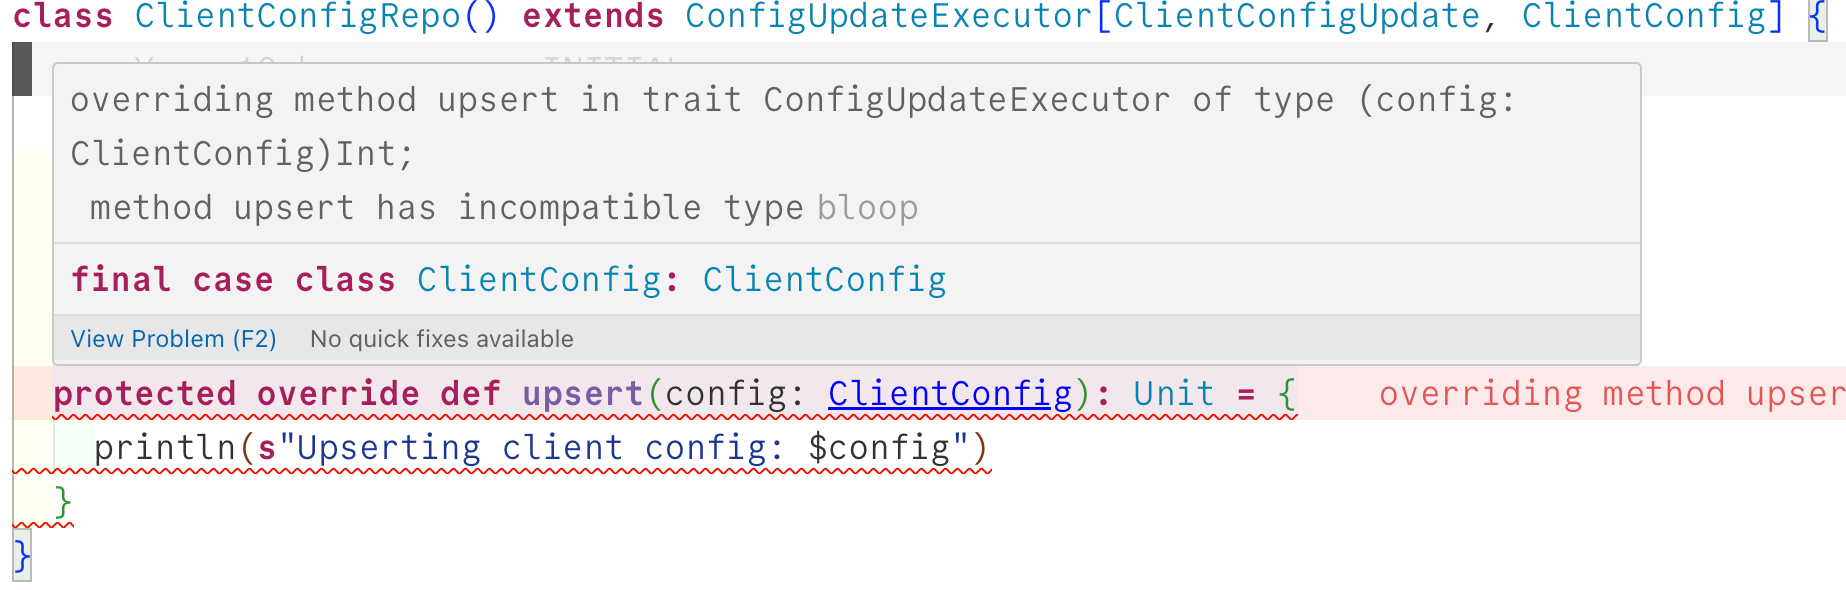 class ClientConfigRepo() extends ConfigUpdateExecutor[ClientConfigUpdate, ClientConfig] {
overriding method upsert in trait ConfigUpdateExecutor of type (config:
ClientConfig)Int;
method upsert has incompatible type bloop
final case class ClientConfig: ClientConfig
View Problem (F2) No quick fixes available
protected override def upsert(config: ClientConfig): Unit = { overriding method upser
println(s"Upserting client config: $config")
}
}